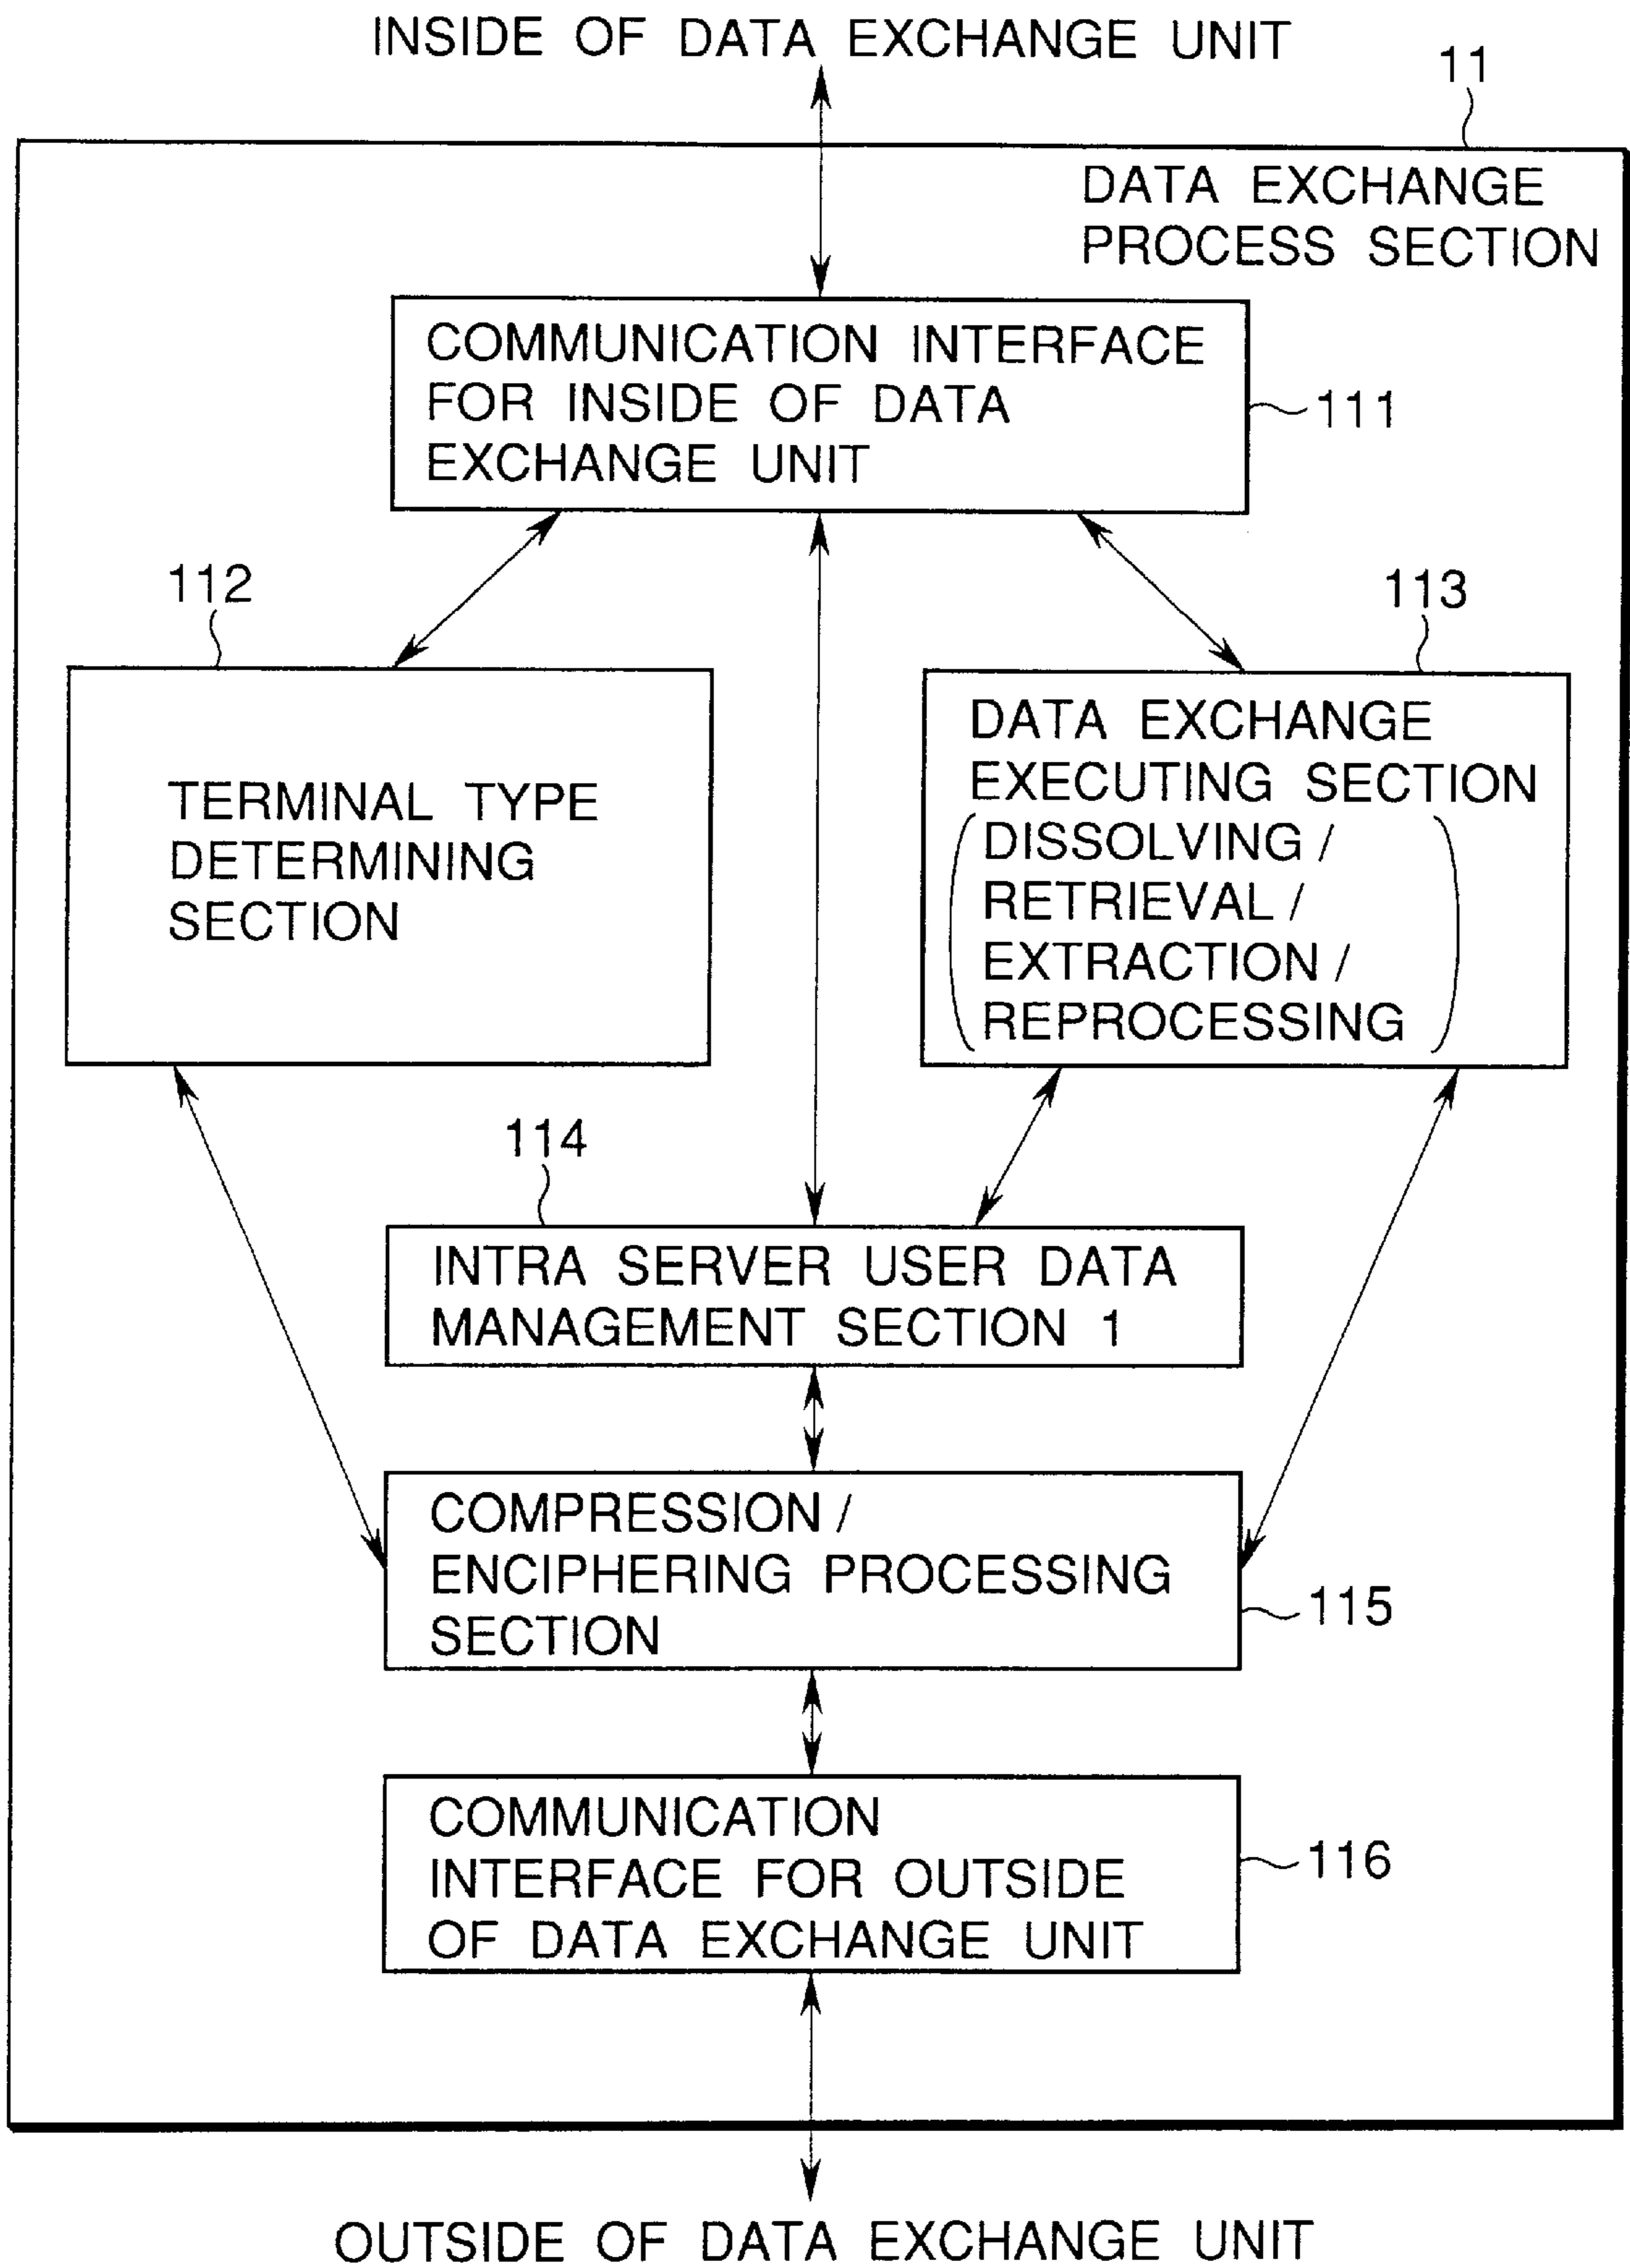 INSIDE OF DATA EXCHANGE UNIT
11
DATA EXCHANGE
PROCESS SECTION
COMMUNICATION INTERFACE
FOR INSIDE OF DATA
EXCHANGE UNIT
111
112
113
TERMINAL TYPE
DETERMINING
SECTION
DATA EXCHANGE
EXECUTING SECTION
(DISSOLVING /
RETRIEVAL /
EXTRACTION /
REPROCESSING)
114
INTRA SERVER USER DATA
MANAGEMENT SECTION 1
COMPRESSION /
ENCIPHERING PROCESSING
SECTION
115
COMMUNICATION
INTERFACE FOR OUTSIDE
OF DATA EXCHANGE UNIT
116
OUTSIDE OF DATA EXCHANGE UNIT